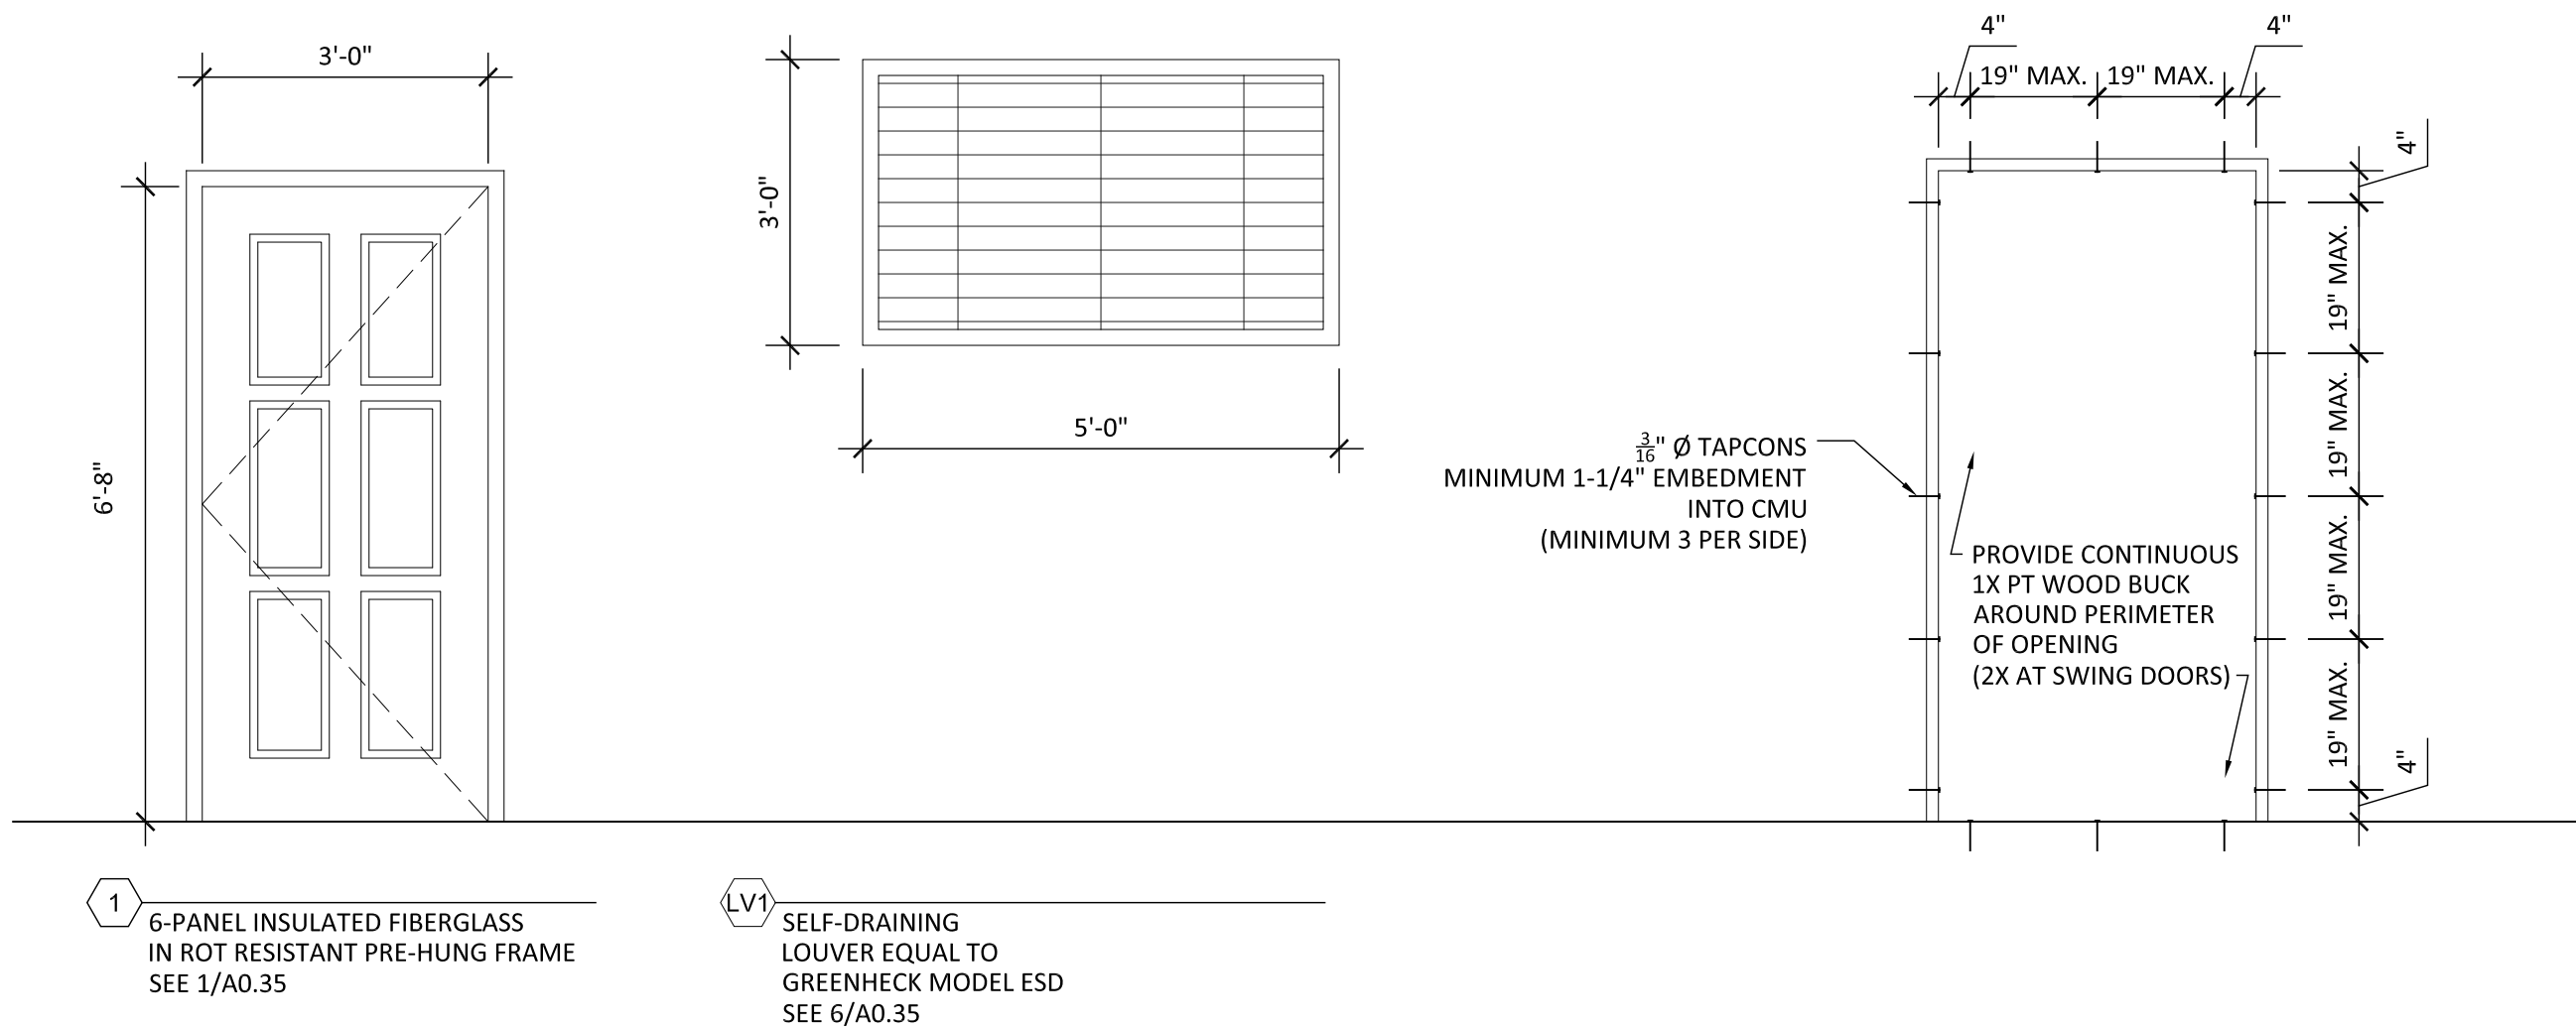 3'-0"
6'-8"
1
6-PANEL INSULATED FIBERGLASS
IN ROT RESISTANT PRE-HUNG FRAME
SEE 1/A0.35
3'-0"
5'-0"
LV1
SELF-DRAINING
LOUVER EQUAL TO
GREENHECK MODEL ESD
SEE 6/A0.35
4"
4"
19" MAX.
19" MAX.
4"
19" MAX.
19" MAX.
19" MAX.
19" MAX.
4"
3/16" Ø TAPCONS
MINIMUM 1-1/4" EMBEDMENT
INTO CMU
(MINIMUM 3 PER SIDE)
PROVIDE CONTINUOUS
1X PT WOOD BUCK
AROUND PERIMETER
OF OPENING
(2X AT SWING DOORS)